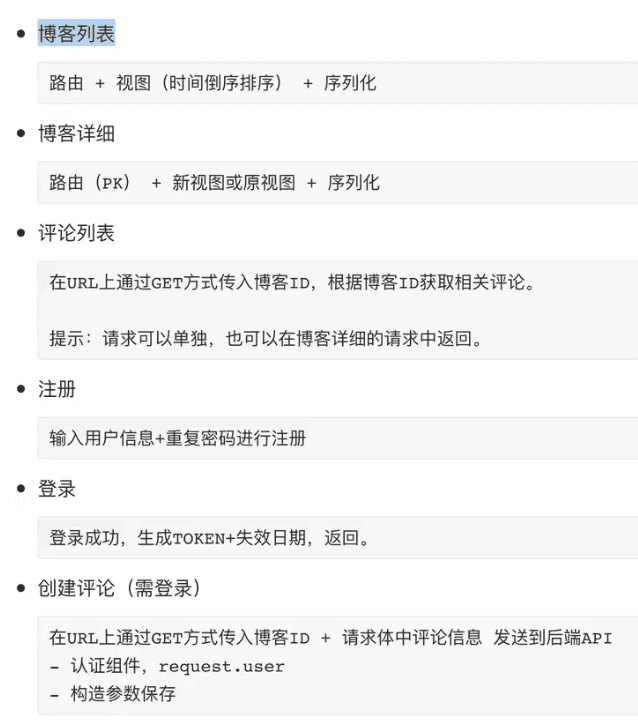 博客列表
路由 + 视图（时间倒序排序） + 序列化
博客详细
路由（PK） + 新视图或原视图 + 序列化
评论列表
在URL上通过GET方式传入博客ID，根据博客ID获取相关评论。
提示：请求可以单独，也可以在博客详细的请求中返回。
注册
输入用户信息+重复密码进行注册
登录
登录成功，生成TOKEN+失效日期，返回。
创建评论（需登录）
在URL上通过GET方式传入博客ID + 请求体中评论信息 发送到后端API
- 认证组件，request.user
- 构造参数保存